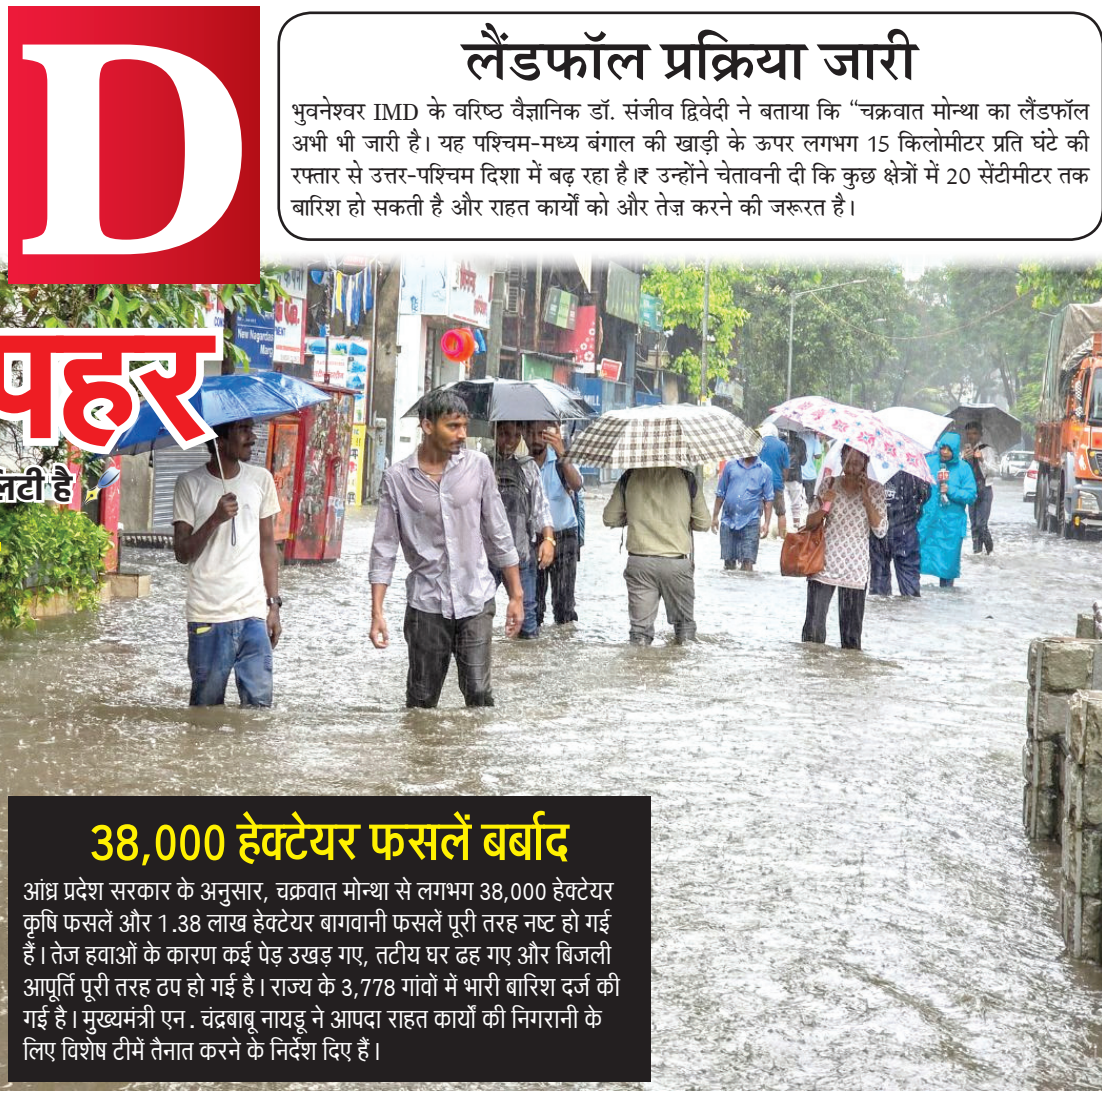 D
लैंडफॉल प्रक्रिया जारी
भुवनेश्वर IMD के वरिष्ठ वैज्ञानिक डॉ. संजीव द्विवेदी ने बताया कि “चक्रवात मोन्था का लैंडफॉल
अभी भी जारी है। यह पश्चिम-मध्य बंगाल की खाड़ी के ऊपर लगभग 15 किलोमीटर प्रति घंटे की
रफ्तार से उत्तर-पश्चिम दिशा में बढ़ रहा है।₹ उन्होंने चेतावनी दी कि कुछ क्षेत्रों में 20 सेंटीमीटर तक
बारिश हो सकती है और राहत कार्यों को और तेज़ करने की जरूरत है।
New Nagardas
पहर
है
38,000 हेक्टेयर फसलें बर्बाद
आंध्र प्रदेश सरकार के अनुसार, चक्रवात मोन्था से लगभग 38,000 हेक्टेयर
कृषि फसलें और 1.38 लाख हेक्टेयर बागवानी फसलें पूरी तरह नष्ट हो गई
हैं। तेज हवाओं के कारण कई पेड़ उखड़ गए, तटीय घर ढह गए और बिजली
आपूर्ति पूरी तरह ठप हो गई है। राज्य के 3,778 गांवों में भारी बारिश दर्ज की
गई है। मुख्यमंत्री एन. चंद्रबाबू नायडू ने आपदा राहत कार्यों की निगरानी के
लिए विशेष टीमें तैनात करने के निर्देश दिए हैं।